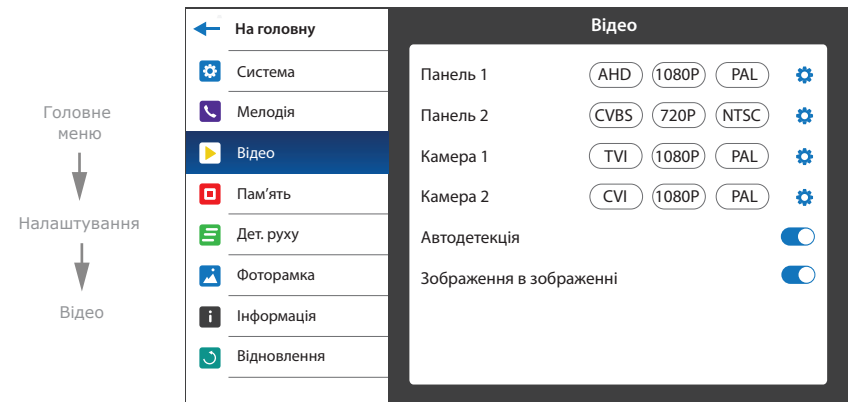 Головне
меню
Налаштування
Відео
На головну
Система
Мелодія
Відео
Пам’ять
Дет. руху
Фоторамка
Інформація
Відновлення
Відео
Панель 1 AHD 1080P PAL
Панель 2 CVBS 720P NTSC
Камера 1 TVI 1080P PAL
Камера 2 CVI 1080P PAL
Автодетекція
Зображення в зображенні